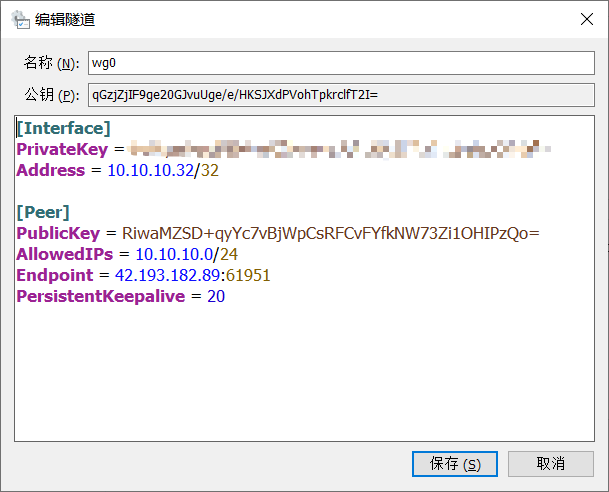 编辑隧道
名称 (N): wg0
公钥 (P): qGzjZjIF9ge20GJvuUge/e/HKSJXdPVohTpkrclfT2I=
[Interface]
PrivateKey =
Address = 10.10.10.32/32
[Peer]
PublicKey = RiwaMZSD+qyYc7vBjWpCsRFCvFYfkNW73Zi1OHIPzQo=
AllowedIPs = 10.10.10.0/24
Endpoint = 42.193.182.89:61951
PersistentKeepalive = 20
保存 (S) 取消